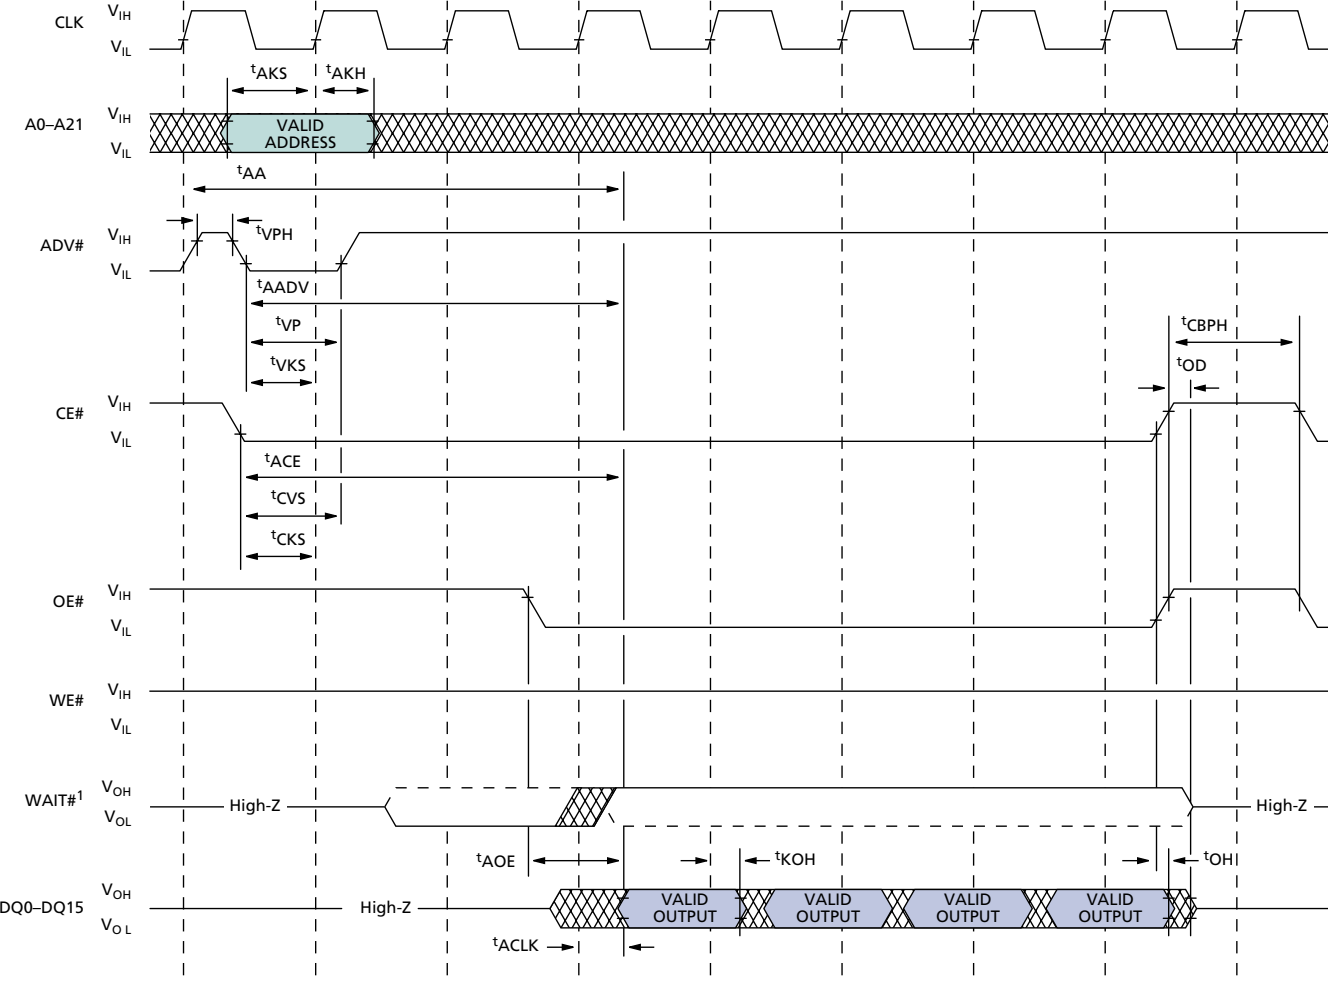 CLK VIH
VIL
tAKS tAKH
A0–A21 VIH
VIL
VALID
ADDRESS
tAA
ADV# VIH
VIL
tVPH
tAADV
tVP
tVKS
tCBPH
tOD
CE# VIH
VIL
tACE
tCVS
tCKS
OE# VIH
VIL
WE# VIH
VIL
WAIT#1 VOH
VOL
High-Z High-Z
tAOE tKOH tOH
DQ0–DQ15 VOH
VO L
High-Z
VALID
OUTPUT
VALID
OUTPUT
VALID
OUTPUT
VALID
OUTPUT
tACLK